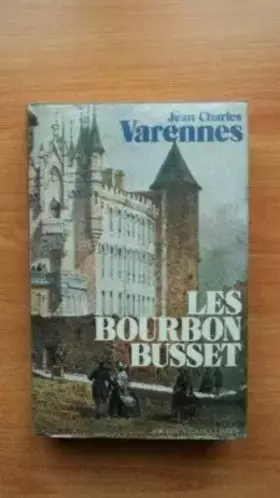 Jean-Charles
Varennes
LES
BOURBON
BUSSET